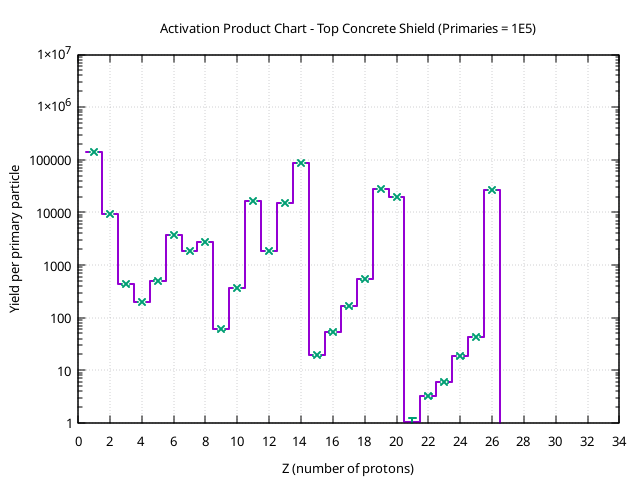 Activation Product Chart - Top Concrete Shield (Primaries = 1E5)
Yield per primary particle
1×10⁷
1×10⁶
100000
10000
1000
100
10
1
0 2 4 6 8 10 12 14 16 18 20 22 24 26 28 30 32 34
Z (number of protons)